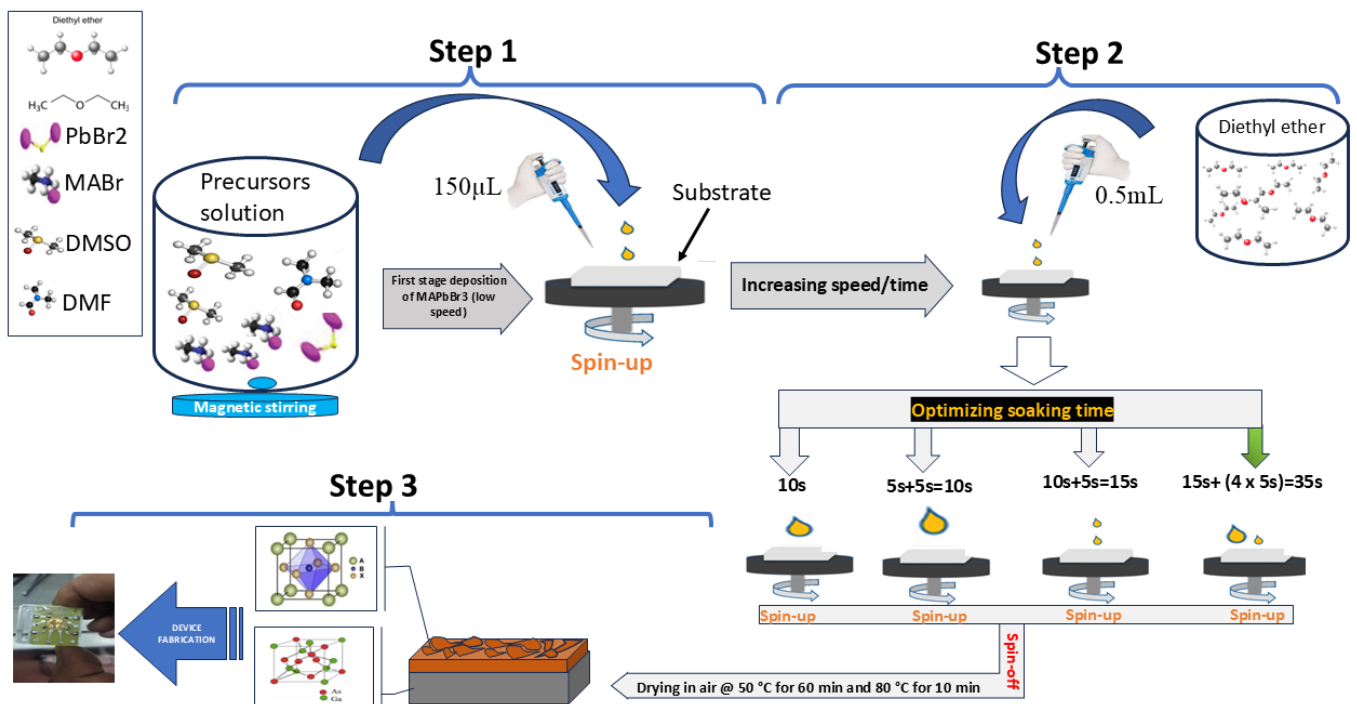 Diethyl ether
H₃C
O
CH₃
PbBr2
MABr
DMSO
DMF
Step 1
Precursors
solution
Magnetic stirring
150μL
First stage deposition
of MAPbBr3 (low
speed)
Substrate
Spin-up
Step 2
Increasing speed/time
0.5mL
Diethyl ether
Optimizing soaking time
10s
5s+5s=10s
10s+5s=15s
15s+ (4 x 5s)=35s
Spin-up
Spin-up
Spin-up
Spin-up
Spin-off
Drying in air @ 50 °C for 60 min and 80 °C for 10 min
Step 3
A
B
X
As
Ga
DEVICE
FABRICATION